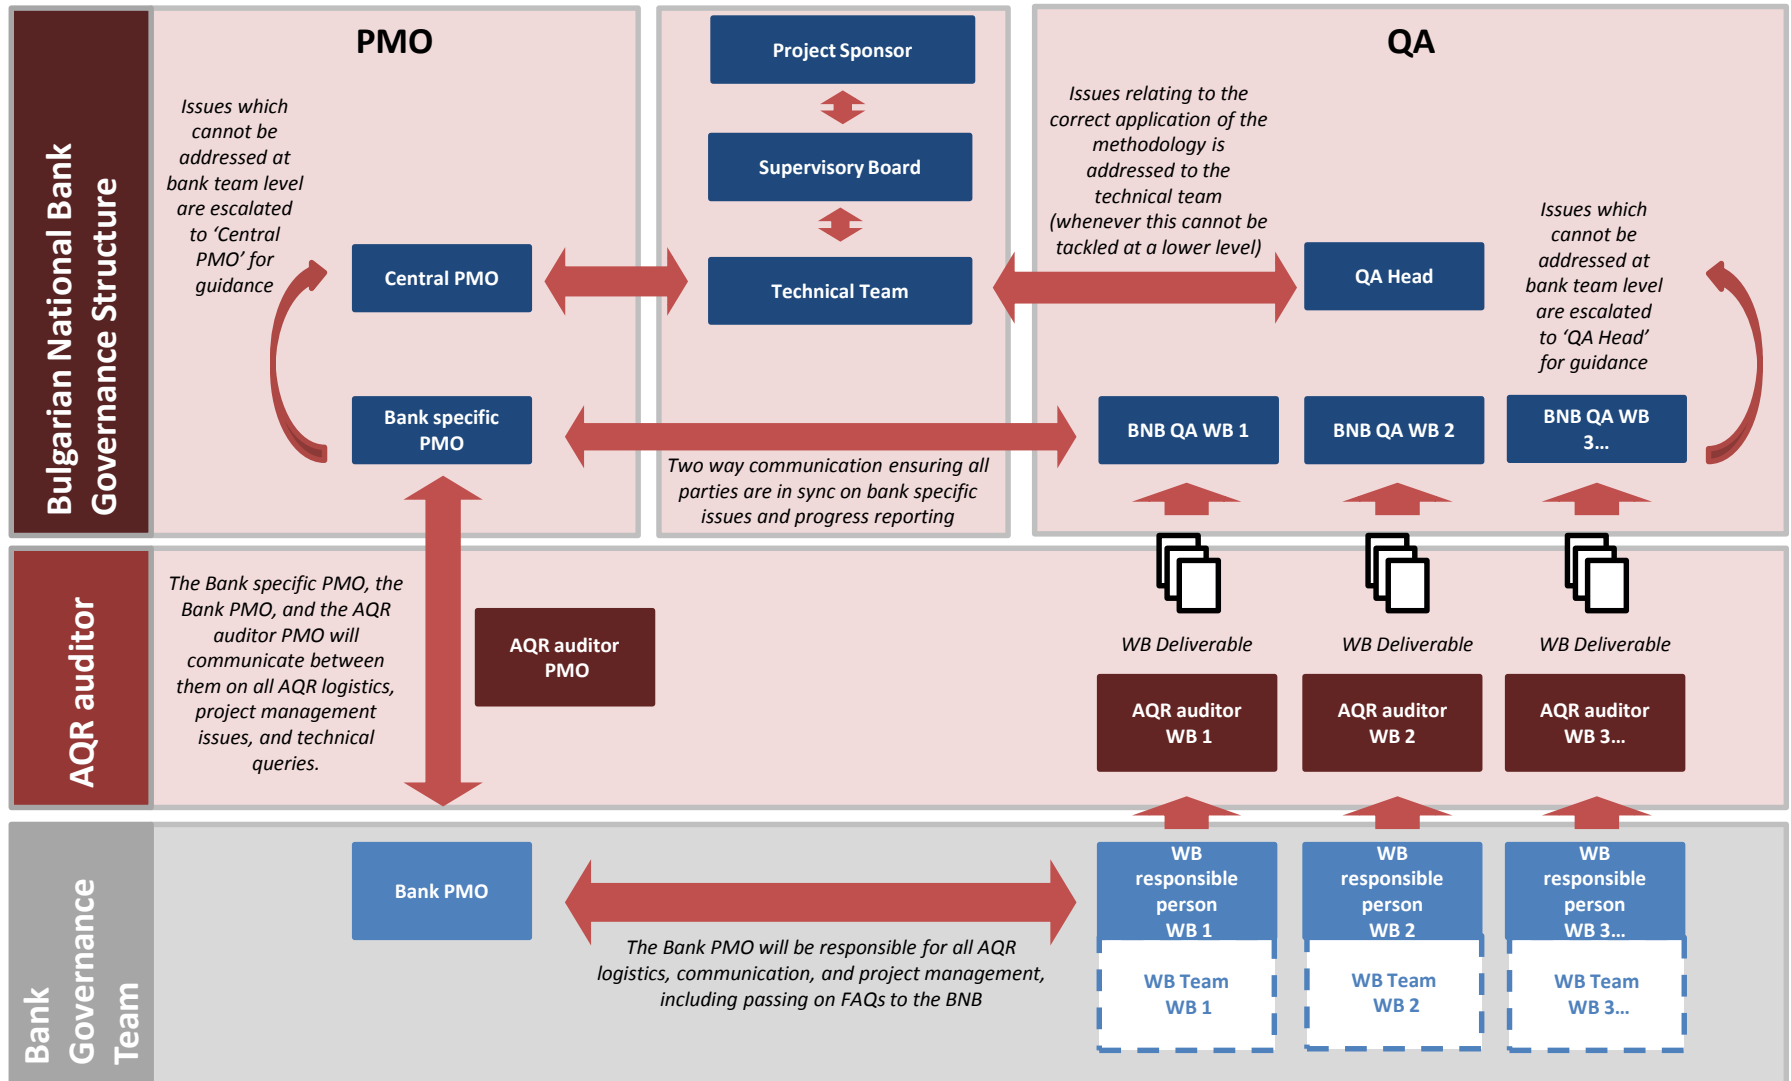 Bulgarian National Bank
Governance Structure
PMO
Issues which
cannot be
addressed at
bank team level
are escalated
to ‘Central
PMO’ for
guidance
Central PMO
Bank specific
PMO
Project Sponsor
Supervisory Board
Technical Team
Two way communication ensuring all
parties are in sync on bank specific
issues and progress reporting
QA
Issues relating to the
correct application of the
methodology is
addressed to the
technical team
(whenever this cannot be
tackled at a lower level)
QA Head
Issues which
cannot be
addressed at
bank team level
are escalated
to ‘QA Head’
for guidance
BNB QA WB 1
BNB QA WB 2
BNB QA WB
3...
AQR auditor
The Bank specific PMO, the
Bank PMO, and the AQR
auditor PMO will
communicate between
them on all AQR logistics,
project management
issues, and technical
queries.
AQR auditor
PMO
WB Deliverable
WB Deliverable
WB Deliverable
AQR auditor
WB 1
AQR auditor
WB 2
AQR auditor
WB 3...
Bank
Governance
Team
Bank PMO
The Bank PMO will be responsible for all AQR
logistics, communication, and project management,
including passing on FAQs to the BNB
WB
responsible
person
WB 1
WB
responsible
person
WB 2
WB
responsible
person
WB 3...
WB Team
WB 1
WB Team
WB 2
WB Team
WB 3...